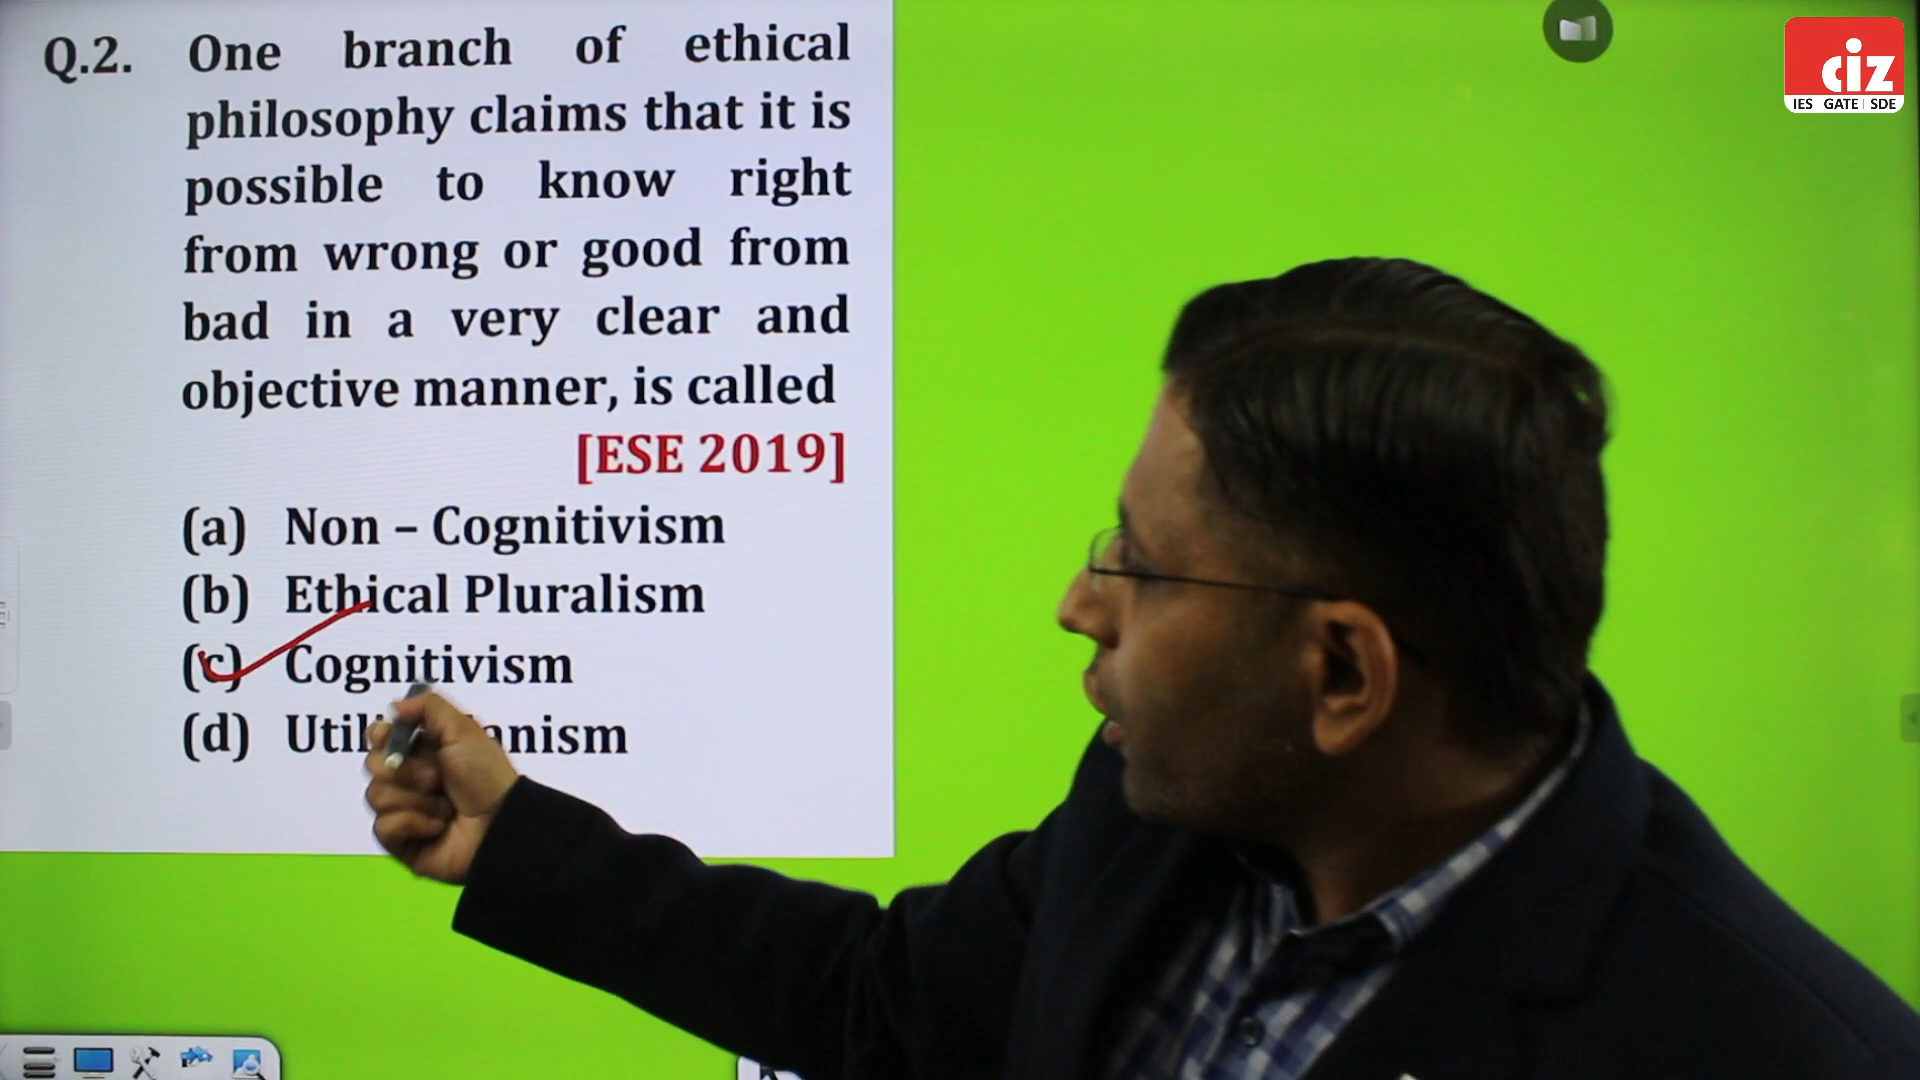 Q.2. One branch of ethical
philosophy claims that it is
possible to know right
from wrong or good from
bad in a very clear and
objective manner, is called
[ESE 2019]
(a) Non – Cognitivism
(b) Ethical Pluralism
(c) Cognitivism
(d)
ciz
IES GATE SDE